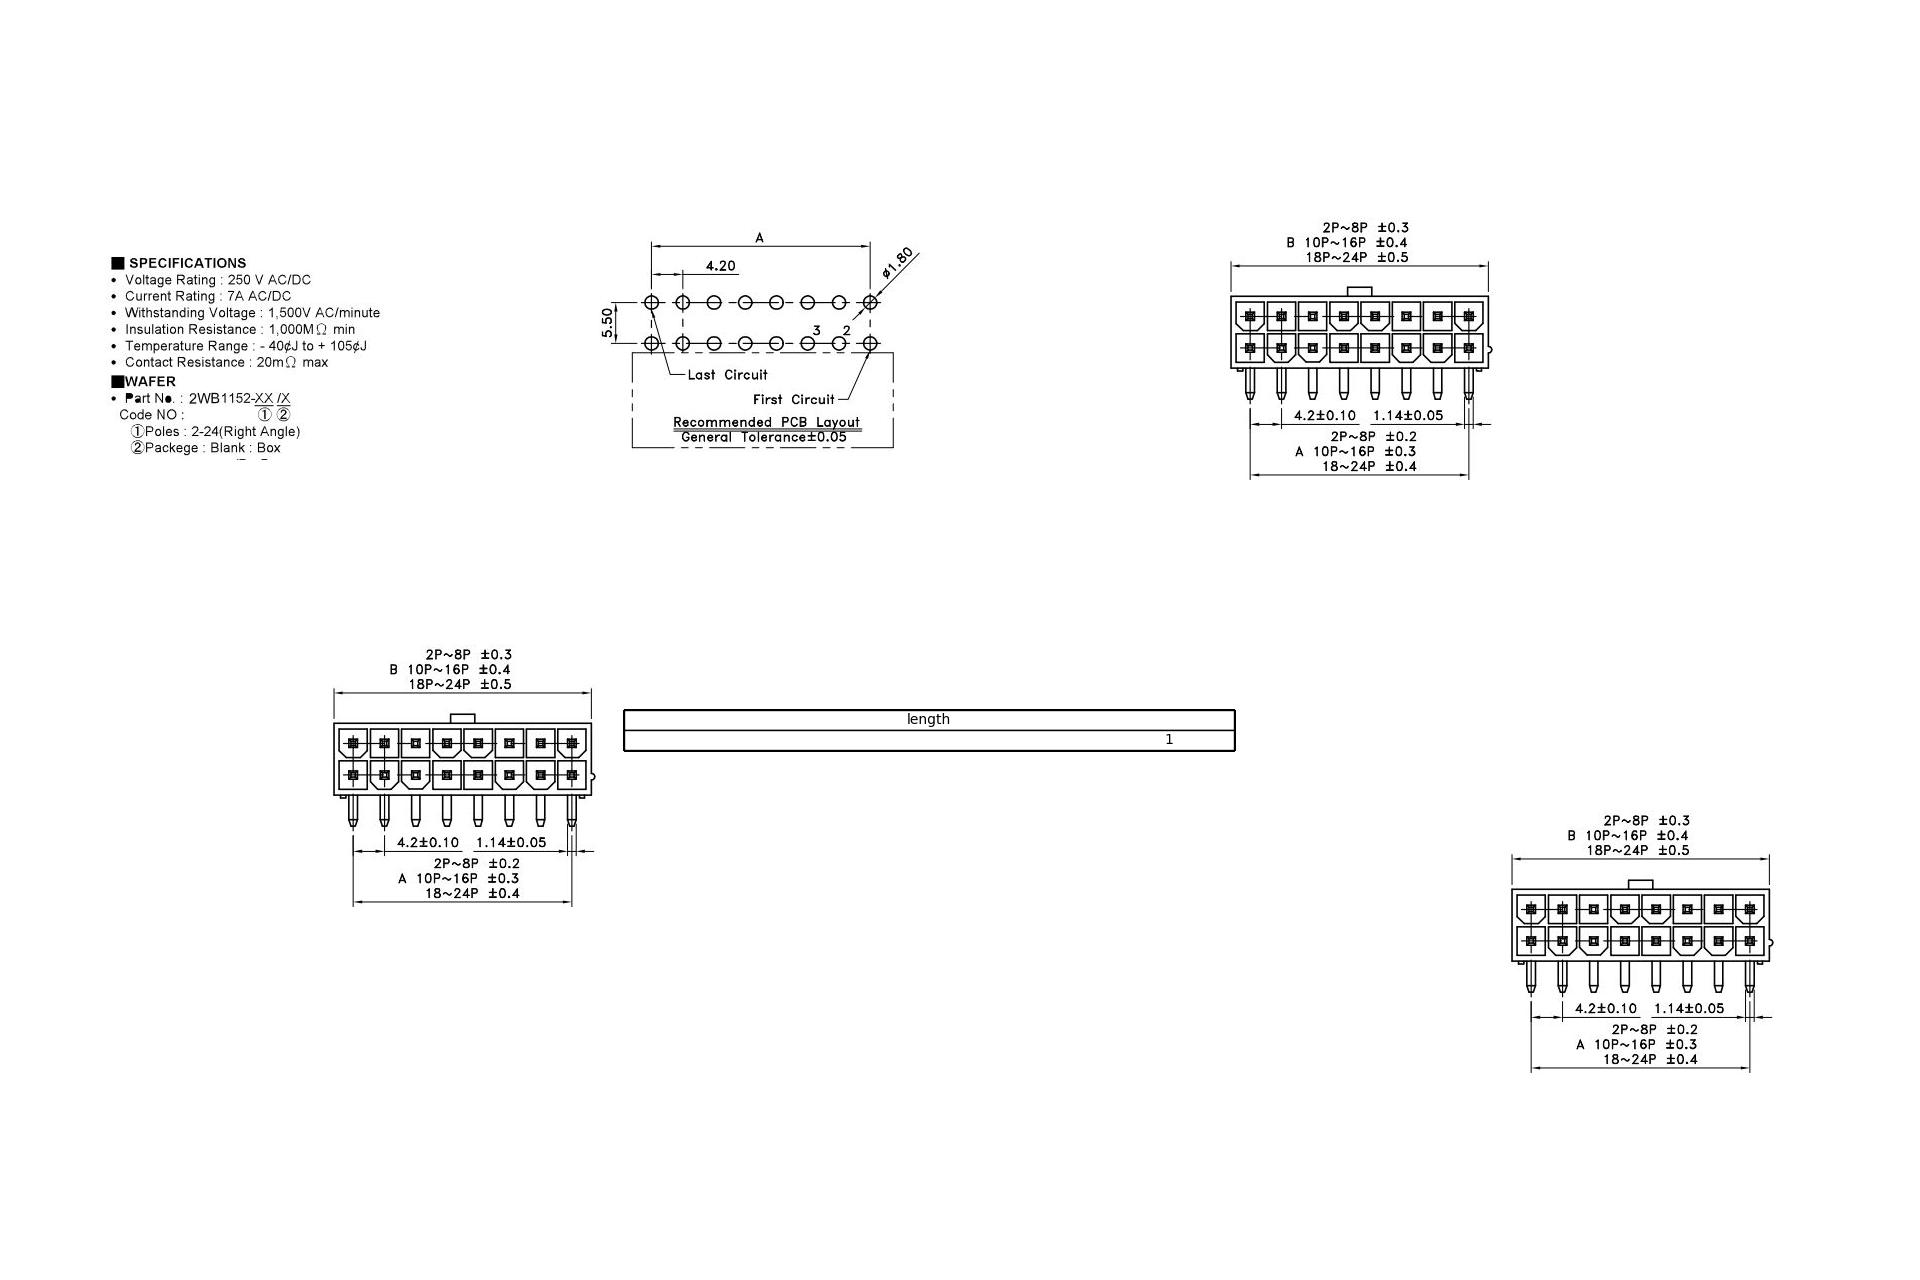 ■ SPECIFICATIONS
• Voltage Rating : 250 V AC/DC
• Current Rating : 7A AC/DC
• Withstanding Voltage : 1,500V AC/minute
• Insulation Resistance : 1,000MΩ min
• Temperature Range : - 40¢J to + 105¢J
• Contact Resistance : 20mΩ max
■WAFER
• Part No. : 2WB1152-XX /X
Code NO : ① ②
①Poles : 2-24(Right Angle)
②Packege : Blank : Box
A
4.20
ø1.80
5.50
3 2
Last Circuit
First Circuit
Recommended PCB Layout
General Tolerance±0.05
2P~8P ±0.3
B 10P~16P ±0.4
18P~24P ±0.5
4.2±0.10 1.14±0.05
2P~8P ±0.2
A 10P~16P ±0.3
18~24P ±0.4
2P~8P ±0.3
B 10P~16P ±0.4
18P~24P ±0.5
4.2±0.10 1.14±0.05
2P~8P ±0.2
A 10P~16P ±0.3
18~24P ±0.4
length
1
2P~8P ±0.3
B 10P~16P ±0.4
18P~24P ±0.5
4.2±0.10 1.14±0.05
2P~8P ±0.2
A 10P~16P ±0.3
18~24P ±0.4